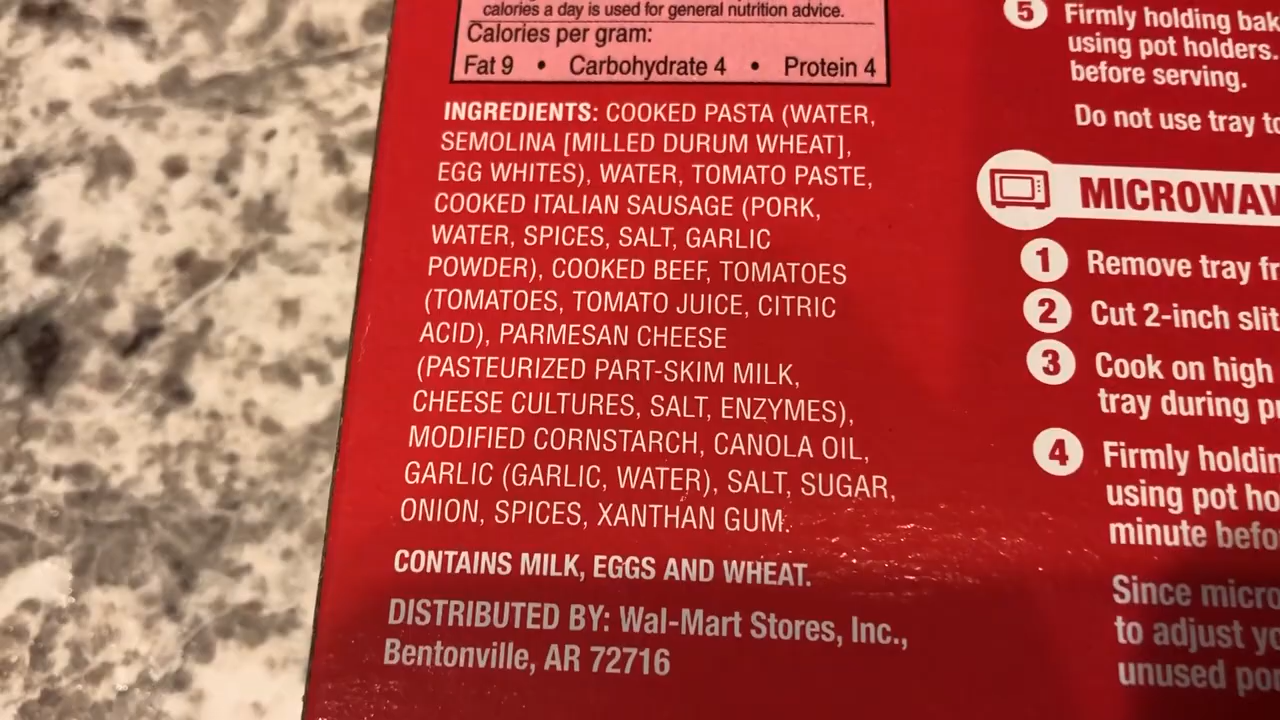 calories a day is used for general nutrition advice.
Calories per gram:
Fat 9 • Carbohydrate 4 • Protein 4
INGREDIENTS: COOKED PASTA (WATER,
SEMOLINA [MILLED DURUM WHEAT],
EGG WHITES), WATER, TOMATO PASTE,
COOKED ITALIAN SAUSAGE (PORK,
WATER, SPICES, SALT, GARLIC
POWDER), COOKED BEEF, TOMATOES
(TOMATOES, TOMATO JUICE, CITRIC
ACID), PARMESAN CHEESE
(PASTEURIZED PART-SKIM MILK,
CHEESE CULTURES, SALT, ENZYMES),
MODIFIED CORNSTARCH, CANOLA OIL,
GARLIC (GARLIC, WATER), SALT, SUGAR,
ONION, SPICES, XANTHAN GUM.
CONTAINS MILK, EGGS AND WHEAT.
DISTRIBUTED BY: Wal-Mart Stores, Inc.,
Bentonville, AR 72716
5 Firmly holding bak
using pot holders.
before serving.
Do not use tray to
MICROWAV
1 Remove tray fr
2 Cut 2-inch slit
3 Cook on high
tray during p
4 Firmly holdin
using pot ho
minute befo
Since micro
to adjust yo
unused por